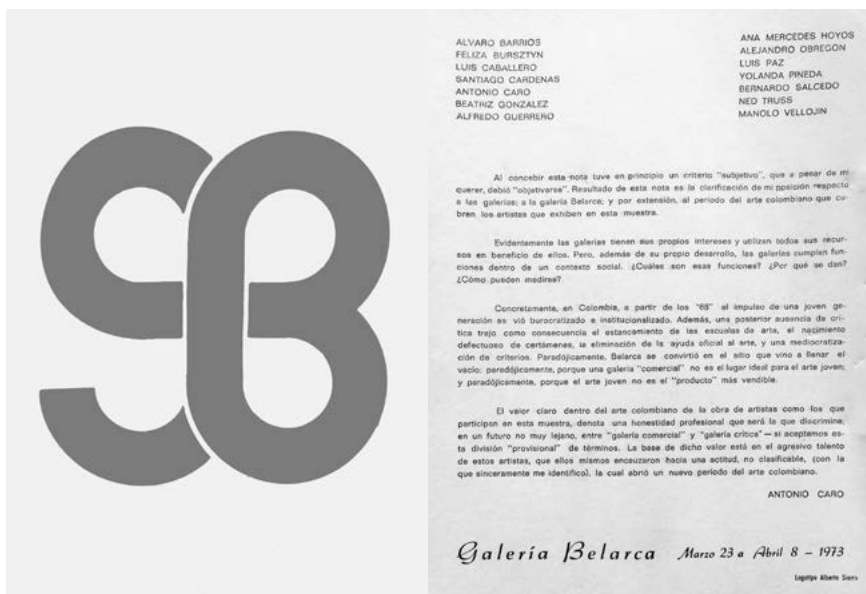 ALVARO BARRIOS
FELIZA BURSZTYN
LUIS CABALLERO
SANTIAGO CARDENAS
ANTONIO CARO
BEATRIZ GONZALEZ
ALFREDO GUERRERO
ANA MERCEDES HOYOS
ALEJANDRO OBREGON
LUIS PAZ
YOLANDA PINEDA
BERNARDO SALCEDO
NEO TRUSS
MANOLO VELLOJIN
Al concebir esta nota tuve en principio un criterio "subjetivo", que a pesar de mi
querer, debió "objetivarse". Resultado de esta nota es la clarificación de mi posición respecto
a las galerías; a la galería Belarca; y por extensión, al período del arte colombiano que cu-
bren los artistas que exhiben en esta muestra.
Evidentemente las galerías tienen sus propios intereses y utilizan todos sus recur-
sos en beneficio de ellos. Pero, además de su propio desarrollo, las galerías cumplen fun-
ciones dentro de un contexto social. ¿Cuáles son esas funciones? ¿Por qué se dan?
¿Cómo pueden medirse?
Concretamente, en Colombia, a partir de los "68" el impulso de una joven ge-
neración se vió burocratizado e institucionalizado. Además, una posterior ausencia de crí-
tica trajo como consecuencia el estancamiento de las escuelas de arte, el nacimiento
defectuoso de certámenes, la eliminación de la ayuda oficial al arte, y una mediocratiza-
ción de criterios. Paradójicamente, Belarca se convirtió en el sitio que vino a llenar el
vacío; paradójicamente, porque una galería "comercial" no es el lugar ideal para el arte joven;
y paradójicamente, porque el arte joven no es el "producto" más vendible.
El valor claro dentro del arte colombiano de la obra de artistas como los que
participan en esta muestra, denota una honestidad profesional que será la que discrimine,
en un futuro no muy lejano, entre "galería comercial" y "galería crítica" — si aceptamos es-
ta división "provisional" de términos. La base de dicho valor está en el agresivo talento
de estos artistas, que ellos mismos encauzaron hacia una actitud, no clasificable, (con la
que sinceramente me identifico), la cual abrió un nuevo período del arte colombiano.
ANTONIO CARO
Galería Belarca Marzo 23 a Abril 8 – 1973
Logotipo Alberto Sierra